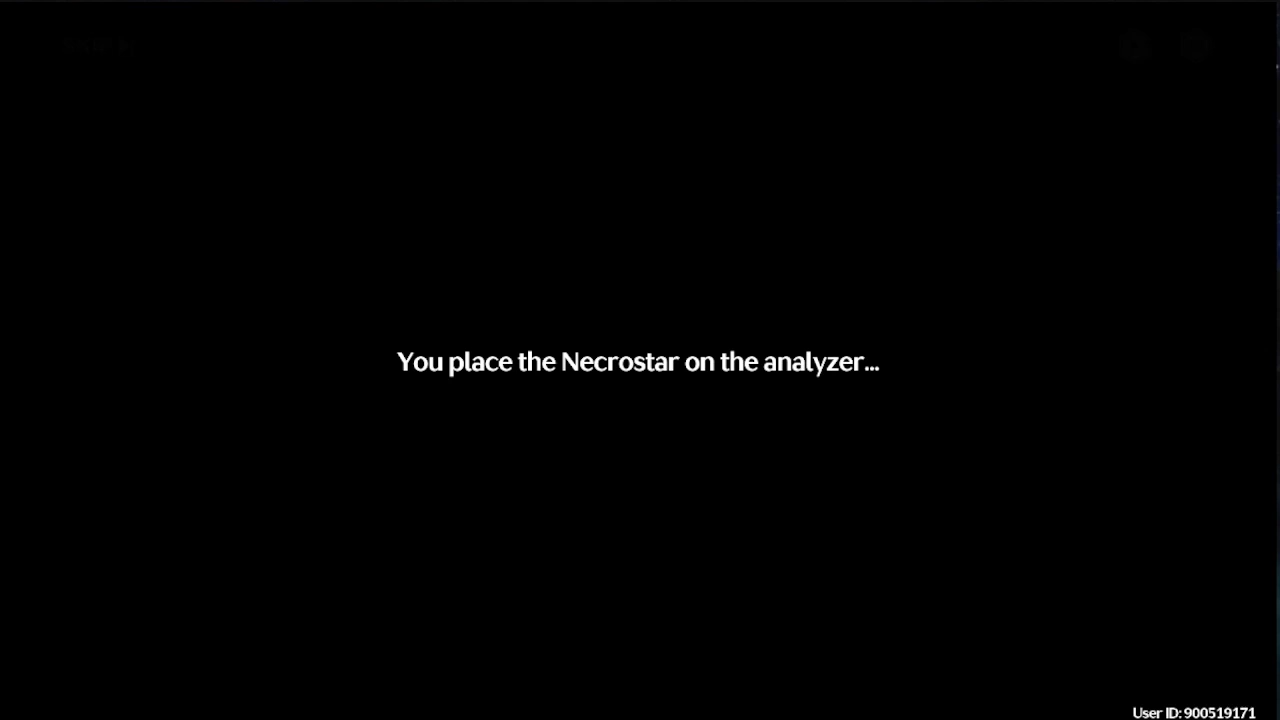 You place the Necrostar on the analyzer...
User ID: 900519171